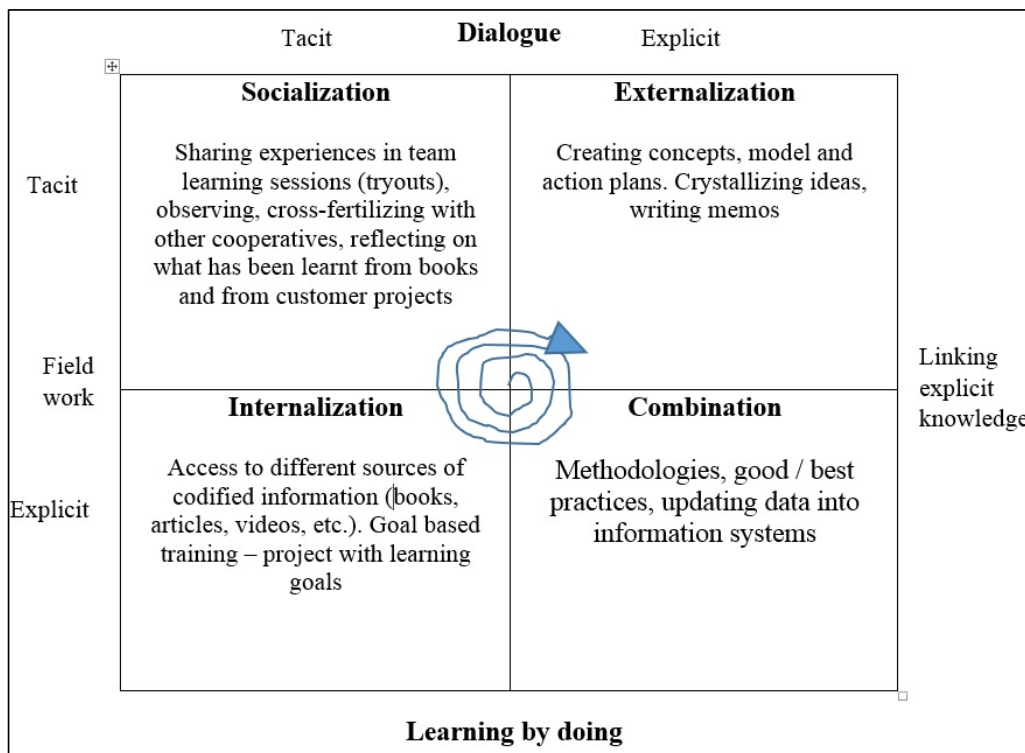 Tacit Dialogue Explicit
Socialization
Externalization
Tacit
Sharing experiences in team
learning sessions (tryouts),
observing, cross-fertilizing with
other cooperatives, reflecting on
what has been learnt from books
and from customer projects
Creating concepts, model and
action plans. Crystallizing ideas,
writing memos
Field
work
Linking
explicit
knowledge
Internalization
Combination
Explicit
Access to different sources of
codified information (books,
articles, videos, etc.). Goal based
training – project with learning
goals
Methodologies, good / best
practices, updating data into
information systems
Learning by doing